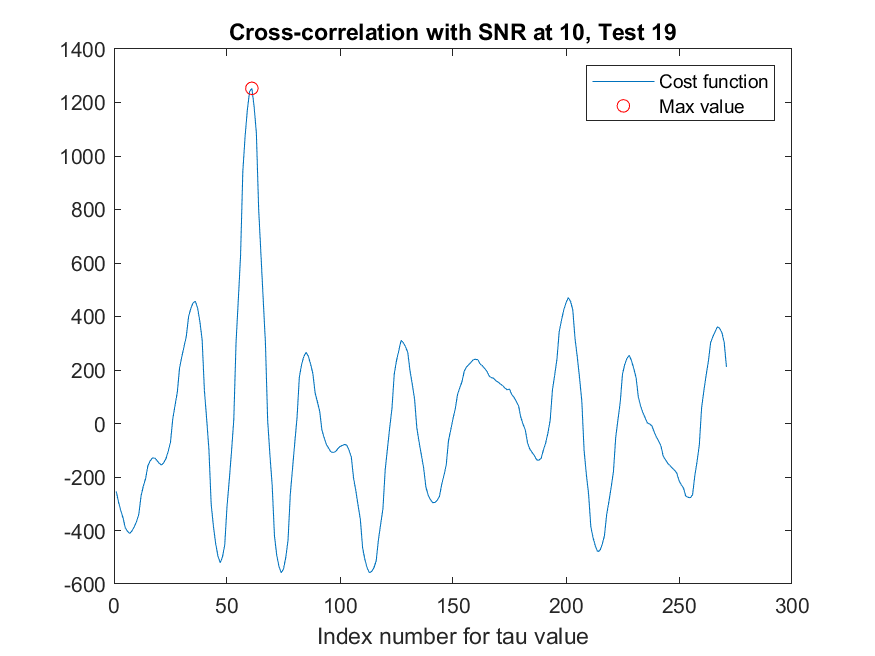 Cross-correlation with SNR at 10, Test 19
1400
1200
1000
800
600
400
200
0
-200
-400
-600
0 50 100 150 200 250 300
Index number for tau value
Cost function
Max value